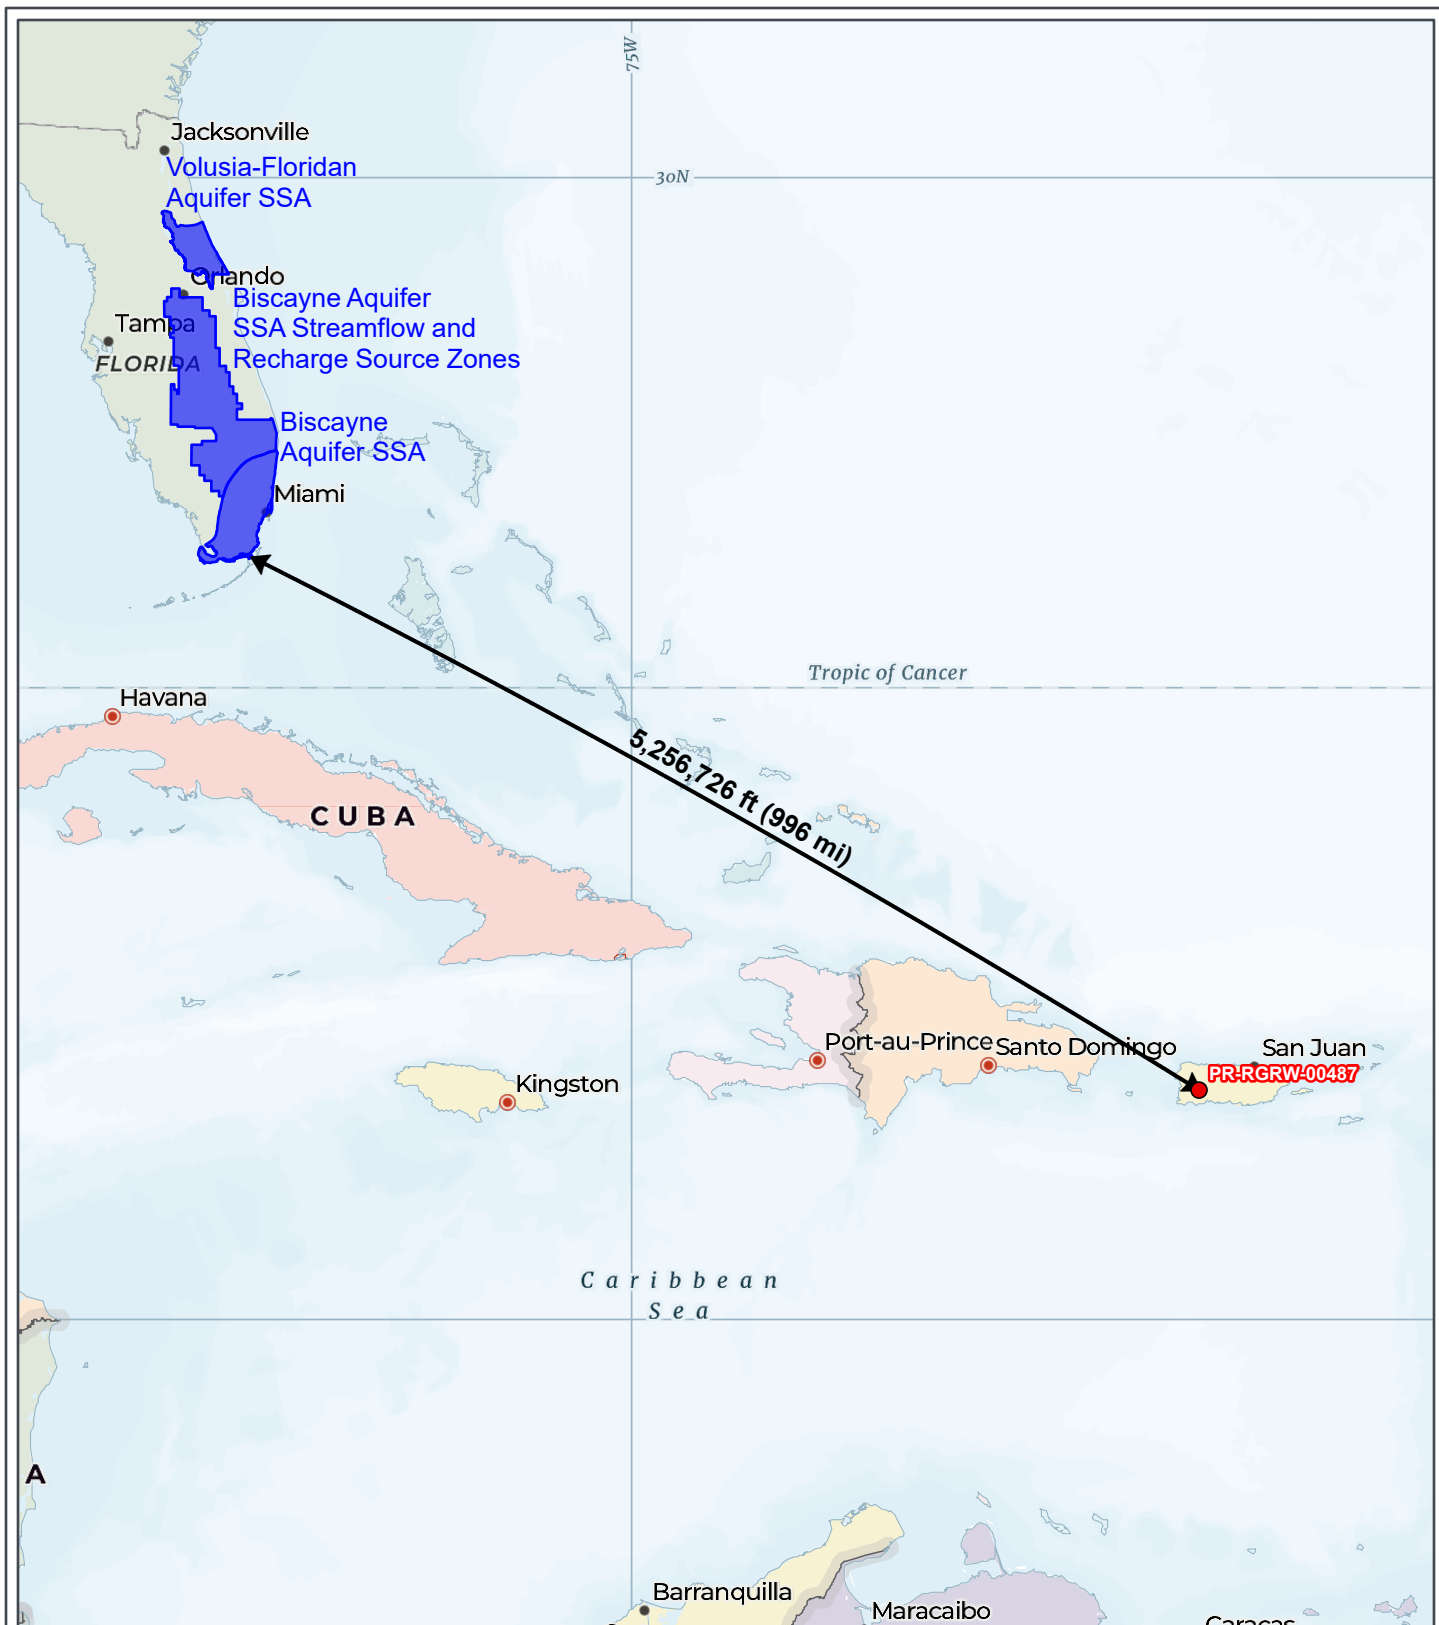 75W
Jacksonville
Volusia-Floridan
Aquifer SSA
30N
Orlando
Biscayne Aquifer
SSA Streamflow and
Recharge Source Zones
Tampa
FLORIDA
Biscayne
Aquifer SSA
Miami
Tropic of Cancer
Havana
5,256,726 ft (996 mi)
CUBA
Port-au-Prince
Santo Domingo
San Juan
PR-RGRW-00487
Kingston
Caribbean
Sea
A
Barranquilla
Maracaibo
Caracas